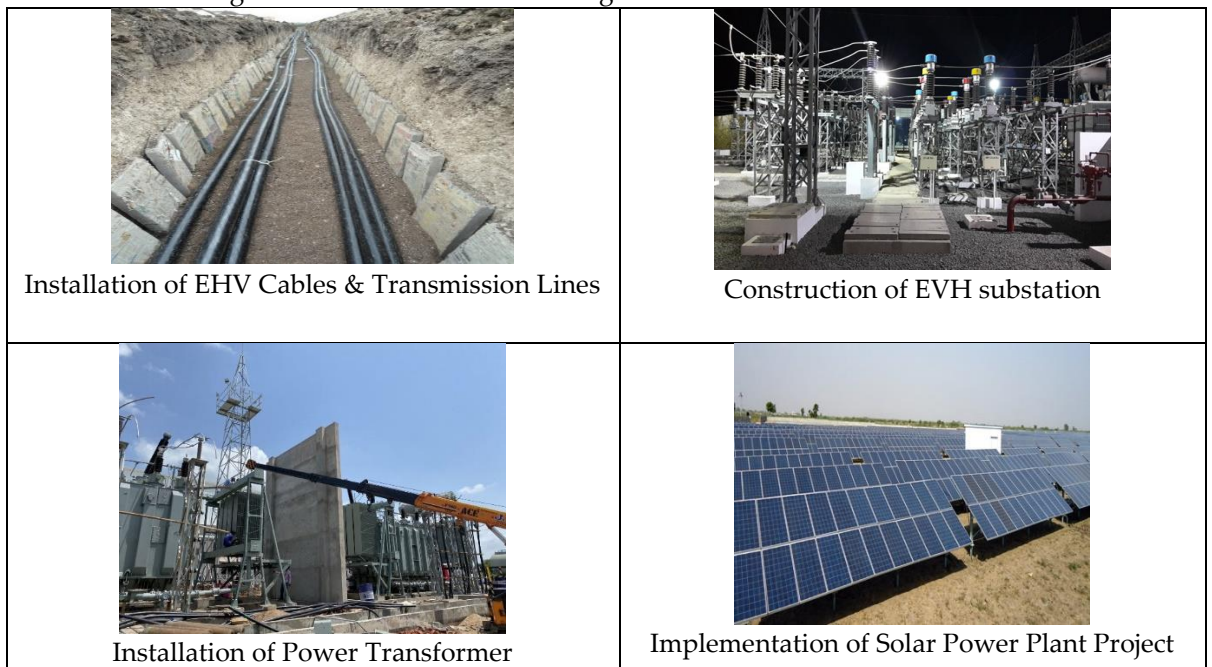 Installation of EHV Cables & Transmission Lines
Construction of EVH substation
ACE
Installation of Power Transformer
Implementation of Solar Power Plant Project